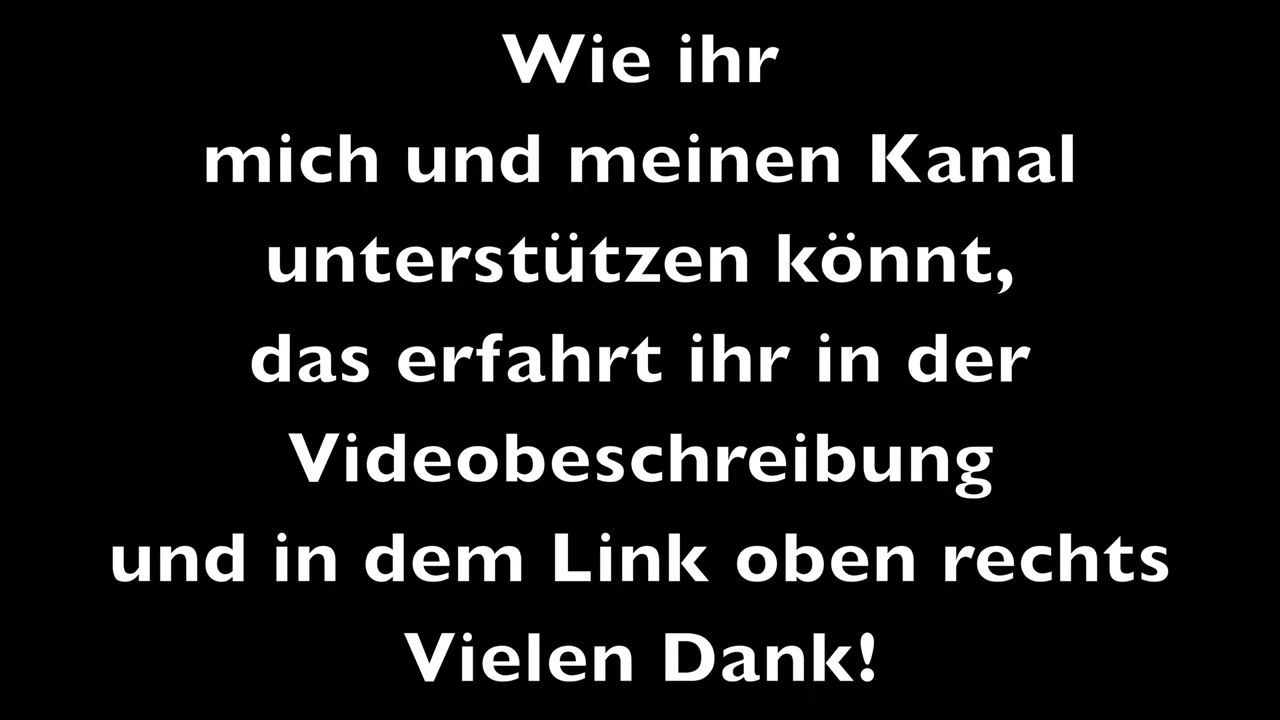 Wie ihr
mich und meinen Kanal
unterstützen könnt,
das erfahrt ihr in der
Videobeschreibung
und in dem Link oben rechts
Vielen Dank!